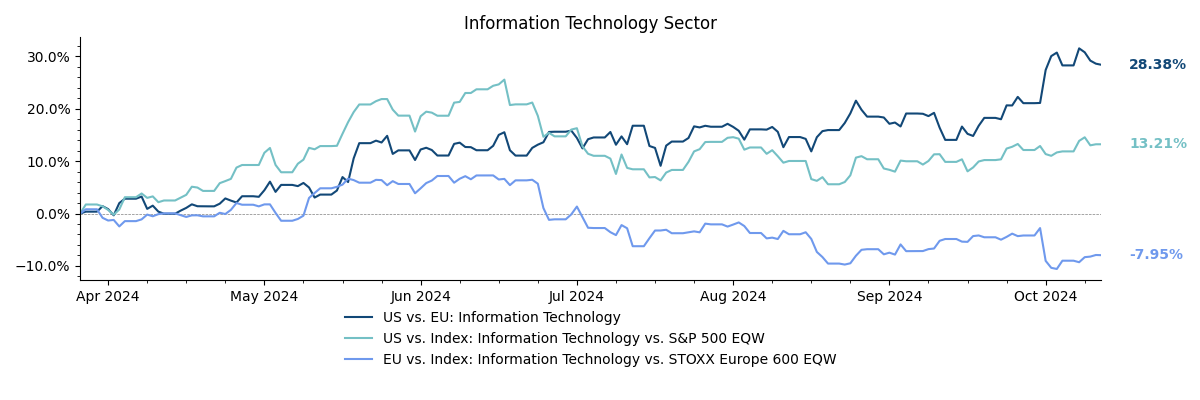 Information Technology Sector
30.0%
20.0%
10.0%
0.0%
−10.0%
28.38%
13.21%
-7.95%
Apr 2024
May 2024
Jun 2024
Jul 2024
Aug 2024
Sep 2024
Oct 2024
US vs. EU: Information Technology
US vs. Index: Information Technology vs. S&P 500 EQW
EU vs. Index: Information Technology vs. STOXX Europe 600 EQW